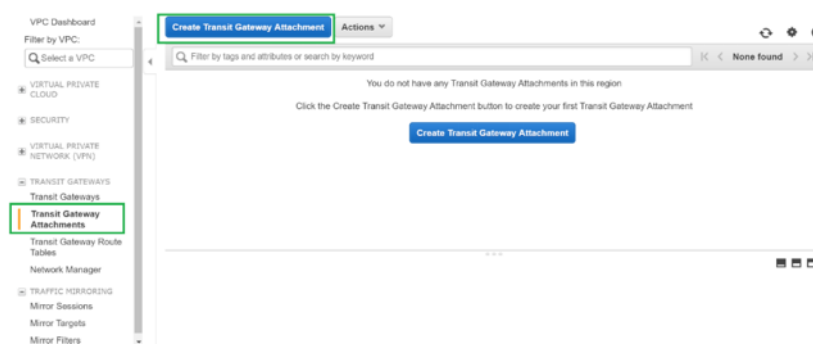 VPC Dashboard
Filter by VPC:
Select a VPC
VIRTUAL PRIVATE
CLOUD
SECURITY
VIRTUAL PRIVATE
NETWORK (VPN)
TRANSIT GATEWAYS
Transit Gateways
Transit Gateway
Attachments
Transit Gateway Route
Tables
Network Manager
TRAFFIC MIRRORING
Mirror Sessions
Mirror Targets
Mirror Filters
Create Transit Gateway Attachment
Actions
Filter by tags and attributes or search by keyword
None found
You do not have any Transit Gateway Attachments in this region
Click the Create Transit Gateway Attachment button to create your first Transit Gateway Attachment
Create Transit Gateway Attachment